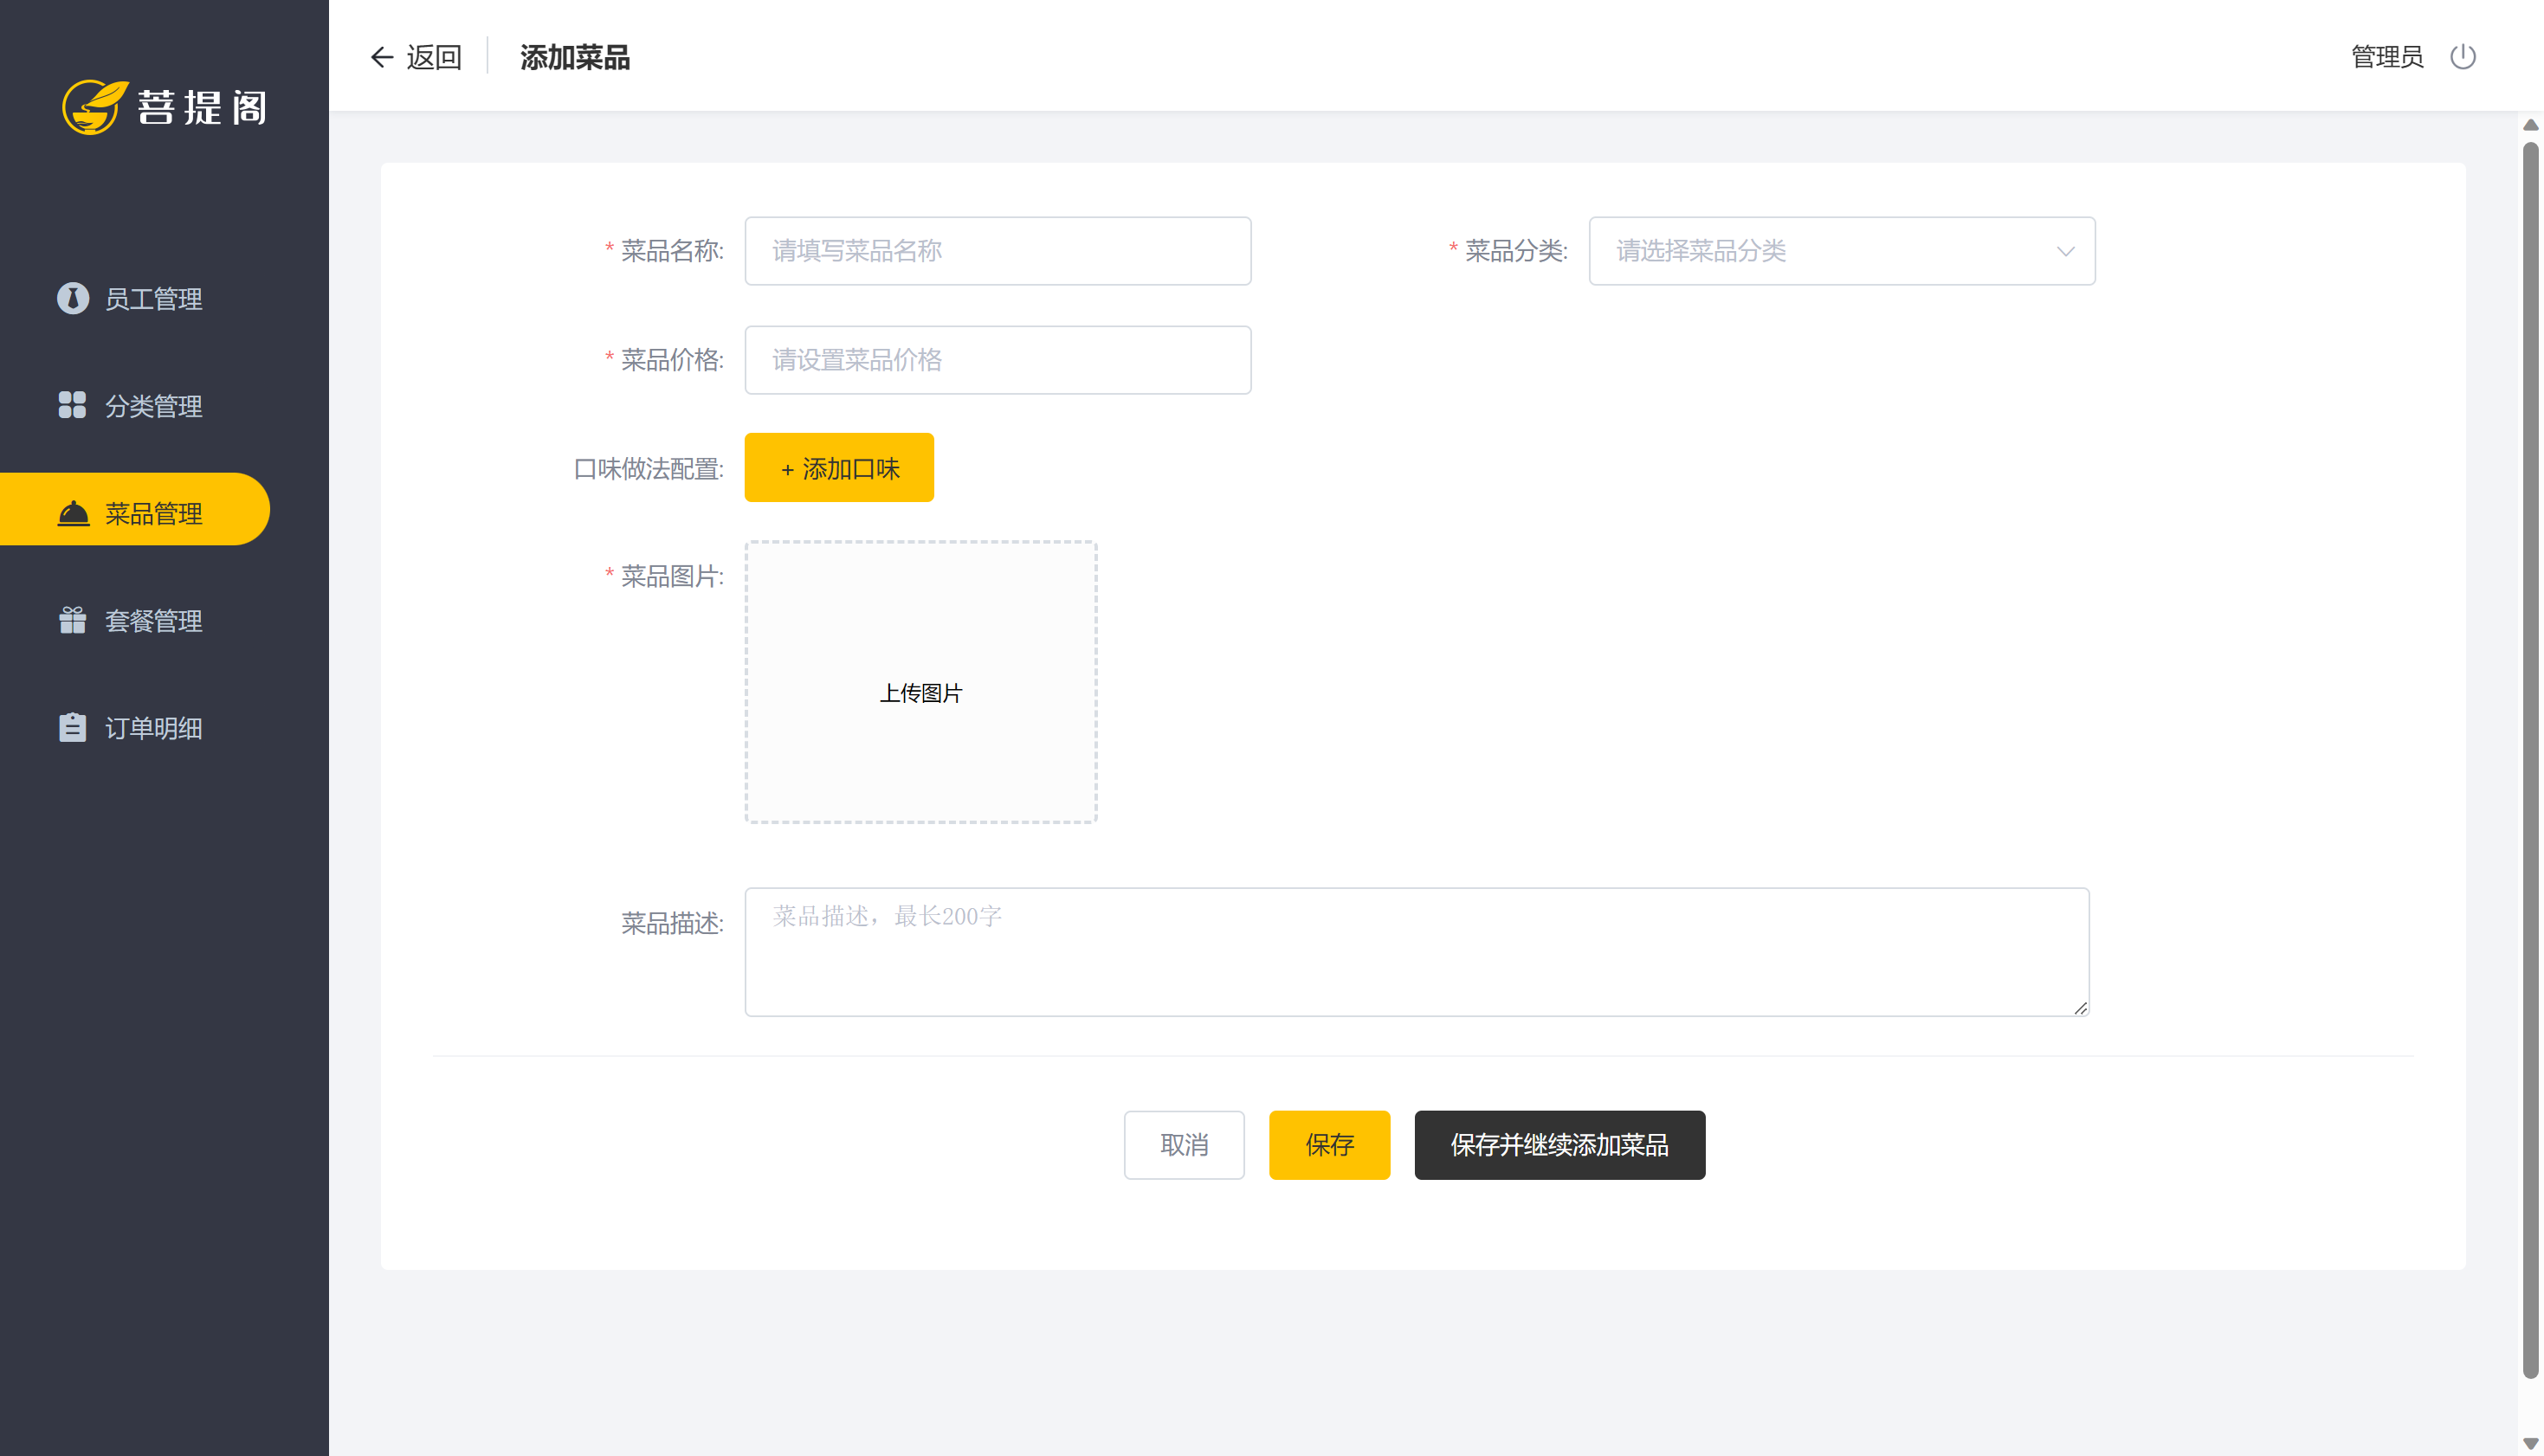 菩提阁
返回
添加菜品
管理员
员工管理
分类管理
菜品管理
套餐管理
订单明细
* 菜品名称:
请填写菜品名称
* 菜品分类:
请选择菜品分类
* 菜品价格:
请设置菜品价格
口味做法配置:
+ 添加口味
* 菜品图片:
上传图片
菜品描述:
菜品描述，最长200字
取消
保存
保存并继续添加菜品